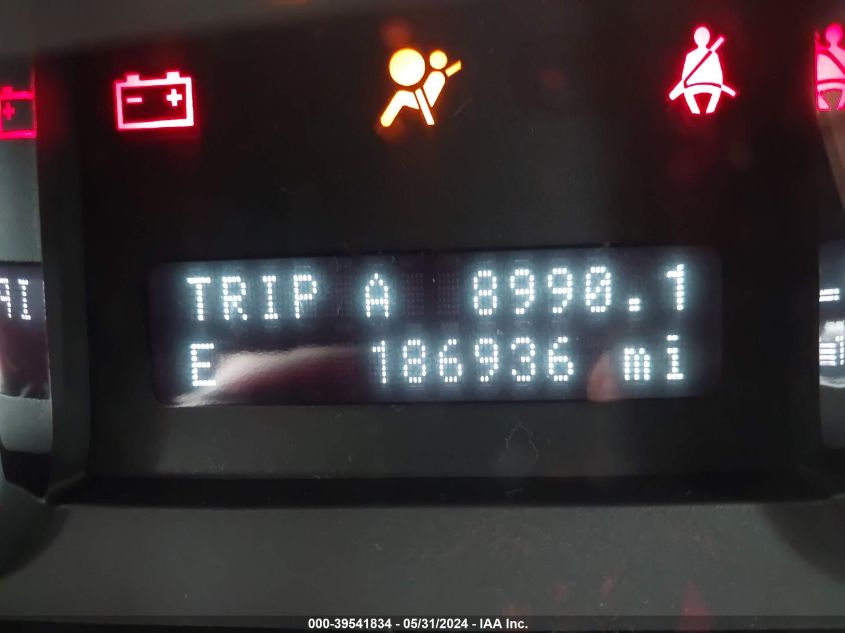 TRIP A 8990.1
E 186936 mi
000-39541834 - 05/31/2024 - IAA Inc.